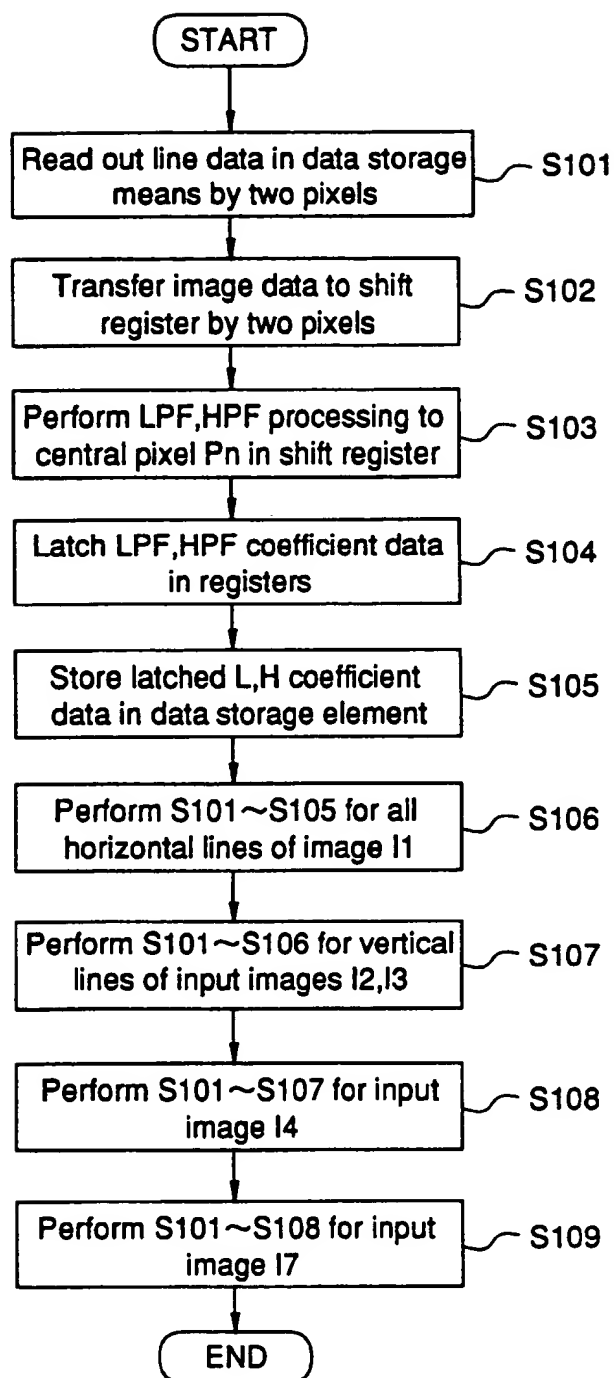 START
Read out line data in data storage
means by two pixels
S101
Transfer image data to shift
register by two pixels
S102
Perform LPF,HPF processing to
central pixel Pn in shift register
S103
Latch LPF,HPF coefficient data
in registers
S104
Store latched L,H coefficient
data in data storage element
S105
Perform S101~S105 for all
horizontal lines of image I1
S106
Perform S101~S106 for vertical
lines of input images I2,I3
S107
Perform S101~S107 for input
image I4
S108
Perform S101~S108 for input
image I7
S109
END